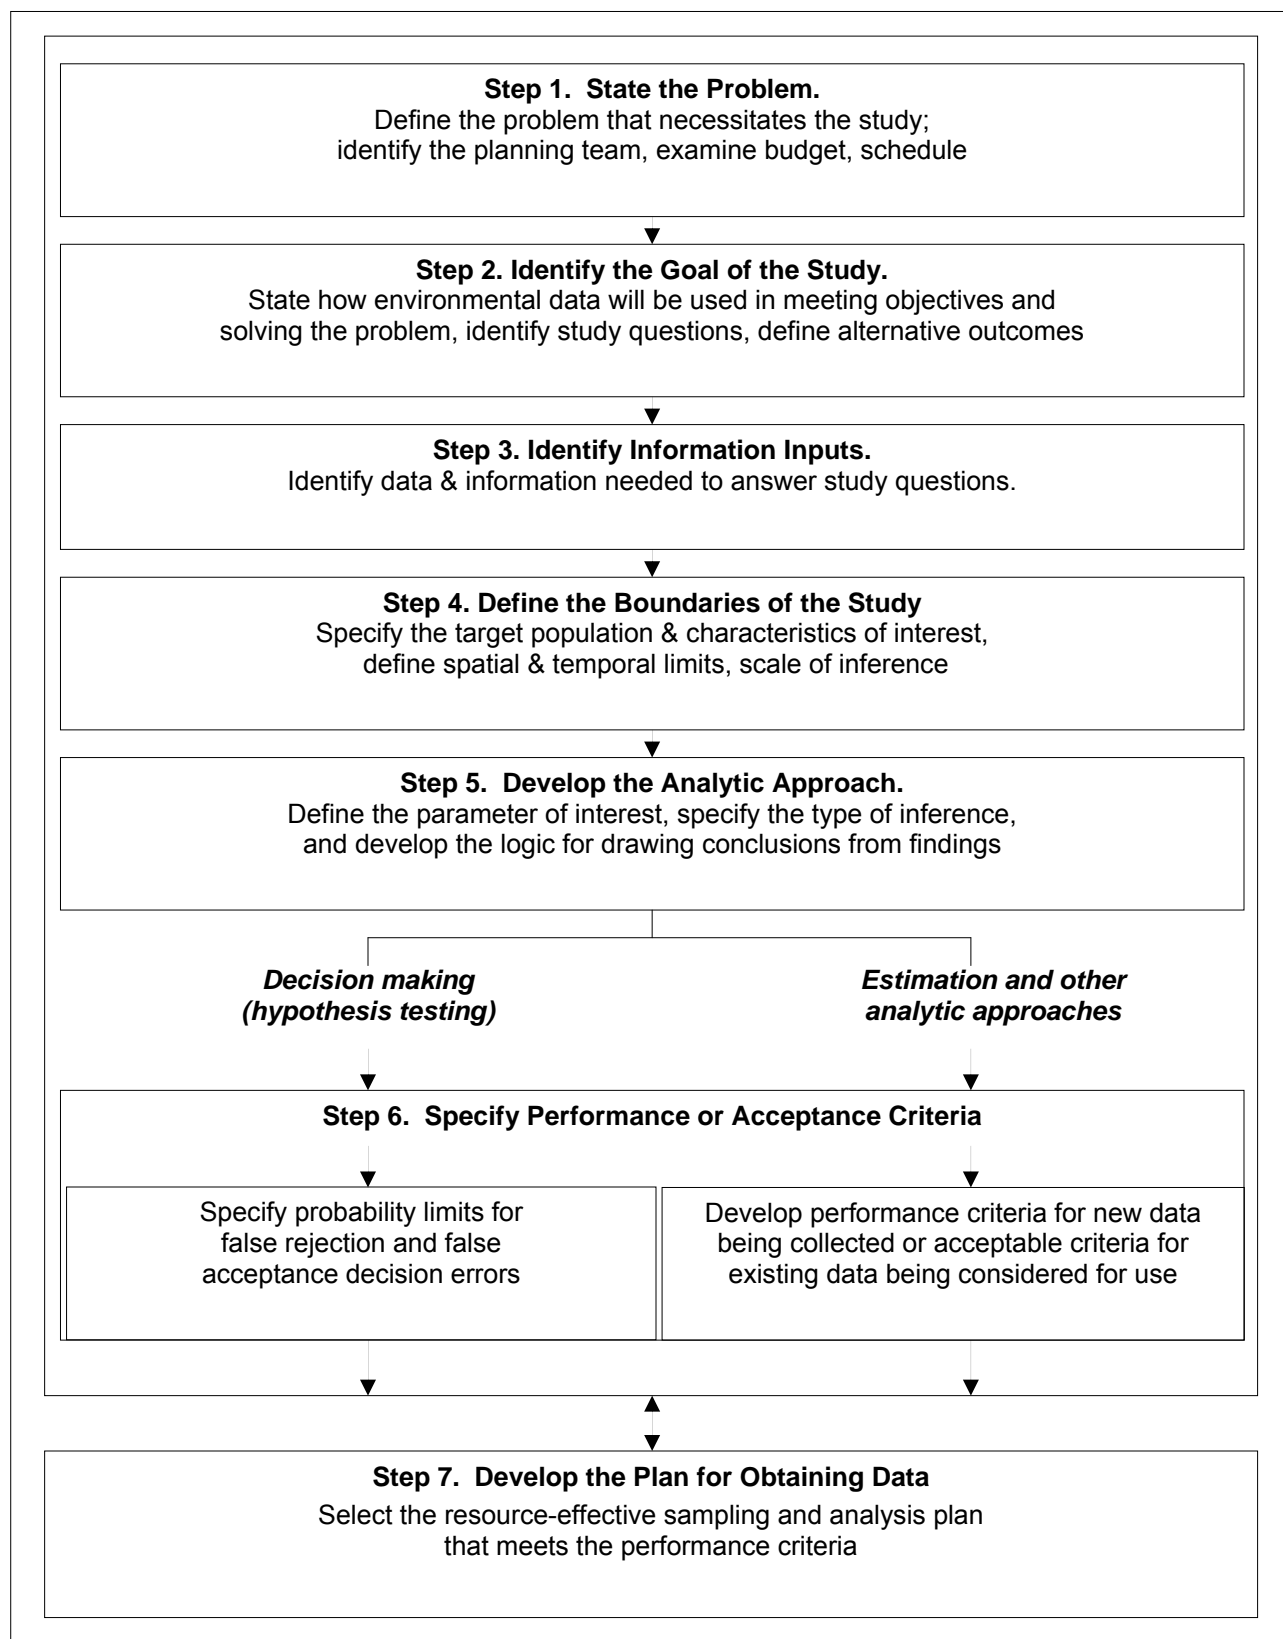 Step 1.  State the Problem.
Define the problem that necessitates the study;
identify the planning team, examine budget, schedule
Step 2. Identify the Goal of the Study.
State how environmental data will be used in meeting objectives and
solving the problem, identify study questions, define alternative outcomes
Step 3. Identify Information Inputs.
Identify data & information needed to answer study questions.
Step 4. Define the Boundaries of the Study
Specify the target population & characteristics of interest,
define spatial & temporal limits, scale of inference
Step 5.  Develop the Analytic Approach.
Define the parameter of interest, specify the type of inference,
and develop the logic for drawing conclusions from findings
Decision making
(hypothesis testing)
Estimation and other
analytic approaches
Step 6.  Specify Performance or Acceptance Criteria
Specify probability limits for
false rejection and false
acceptance decision errors
Develop performance criteria for new data
being collected or acceptable criteria for
existing data being considered for use
Step 7.  Develop the Plan for Obtaining Data
Select the resource-effective sampling and analysis plan
that meets the performance criteria